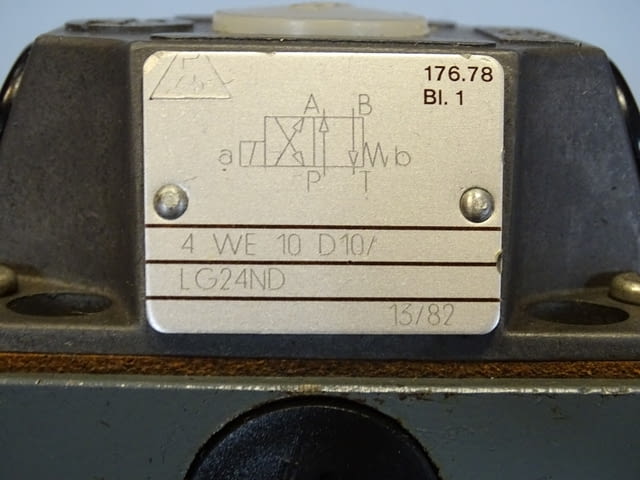 176.78
Bl. 1
A B
a b
P T
4 WE 10 D10/
LG24ND
13/82